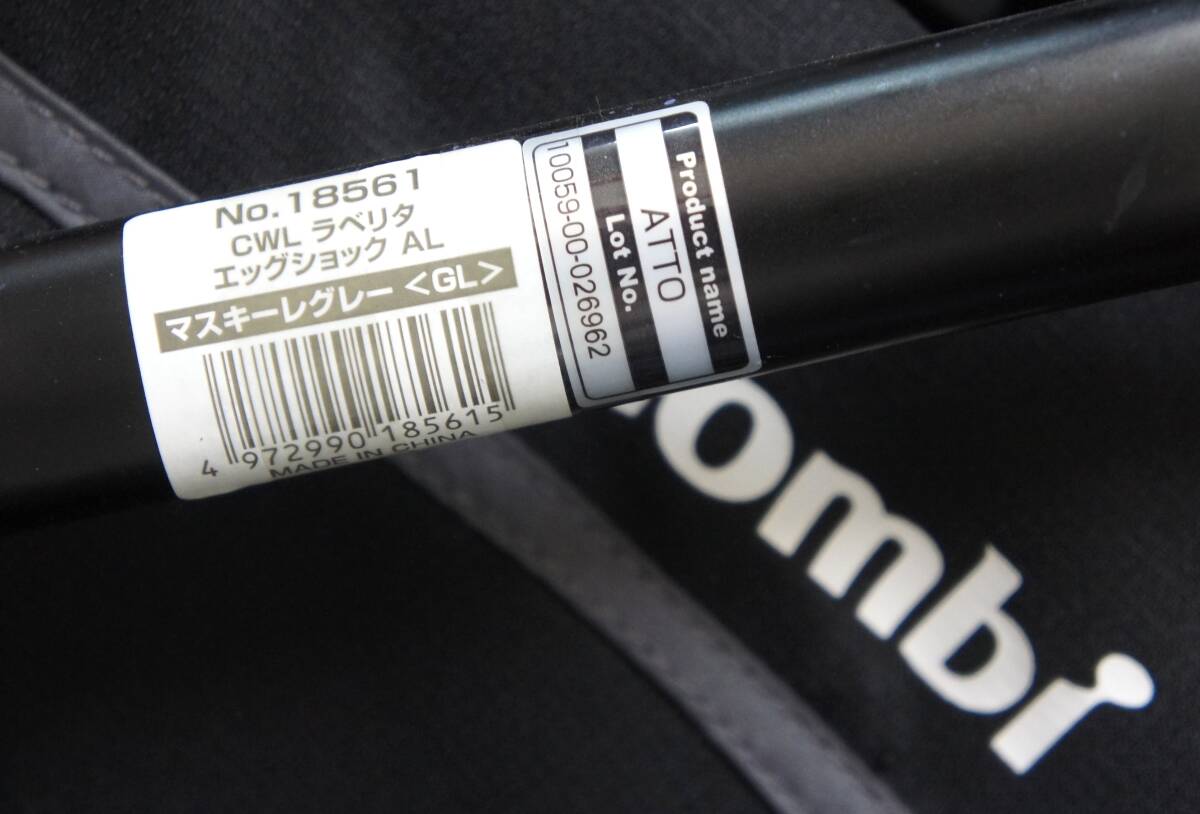 No.18561
CWL ラベリタ
エッグショック AL
マスキーレグレー <GL>
4 972990 185615
MADE IN CHINA
Product name
ATTO
Lot No.
10059-00-026962
combi